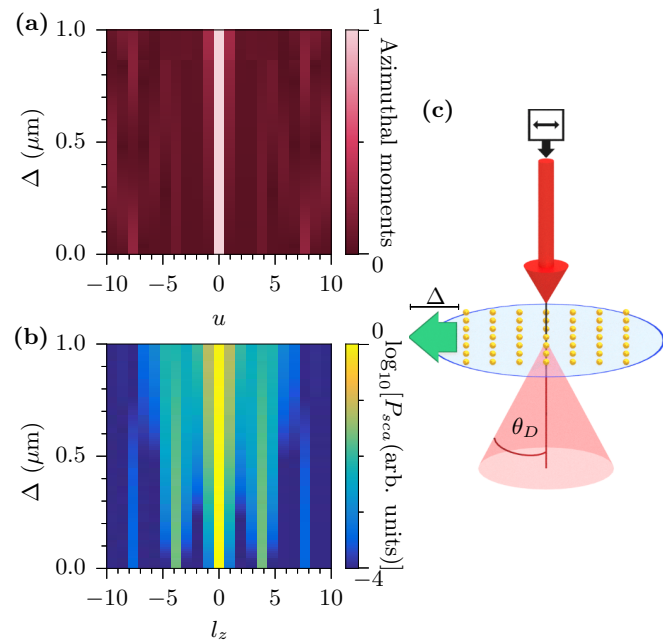 (a)
1.0
0.5
0.0
Δ (μm)
−10 −5 0 5 10
u
1
0
Azimuthal moments
(b)
1.0
0.5
0.0
Δ (μm)
−10 −5 0 5 10
l_z
0
−4
log₁₀[P_sca(arb. units)]
(c)
Δ
θ_D